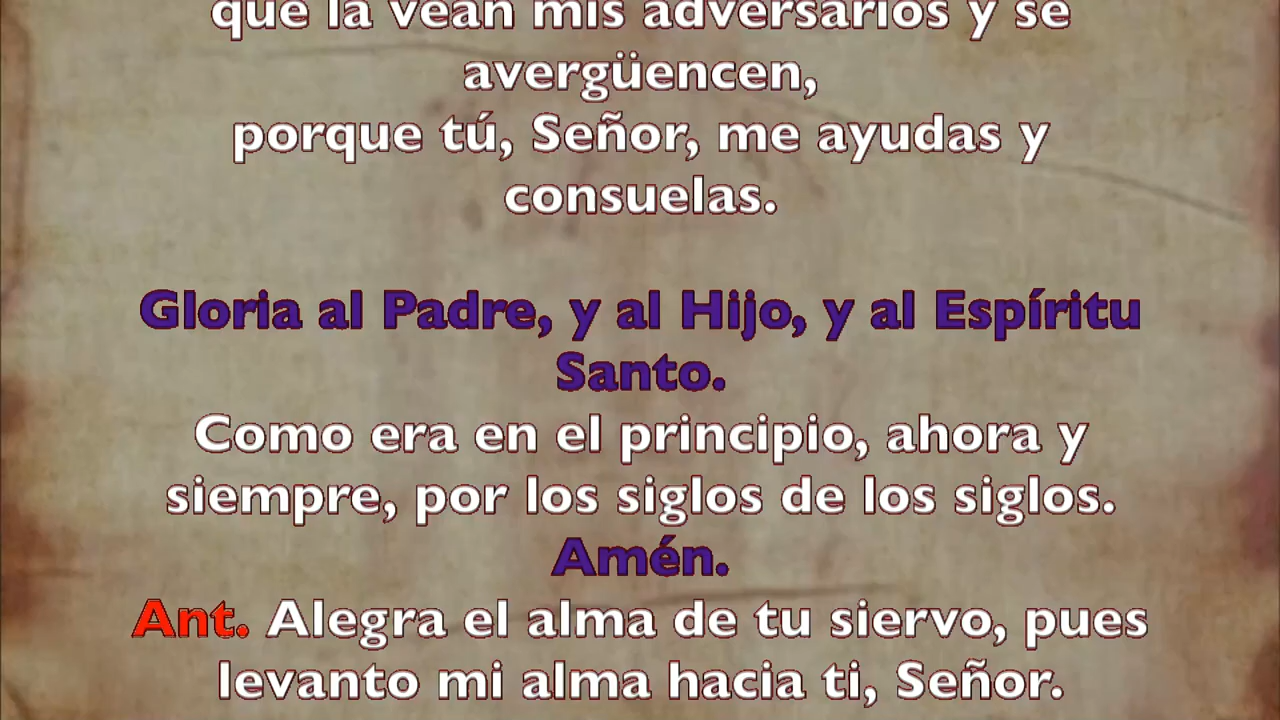 que la vean mis adversarios y se
avergüencen,
porque tú, Señor, me ayudas y
consuelas.
Gloria al Padre, y al Hijo, y al Espíritu
Santo.
Como era en el principio, ahora y
siempre, por los siglos de los siglos.
Amén.
Ant. Alegra el alma de tu siervo, pues
levanto mi alma hacia ti, Señor.